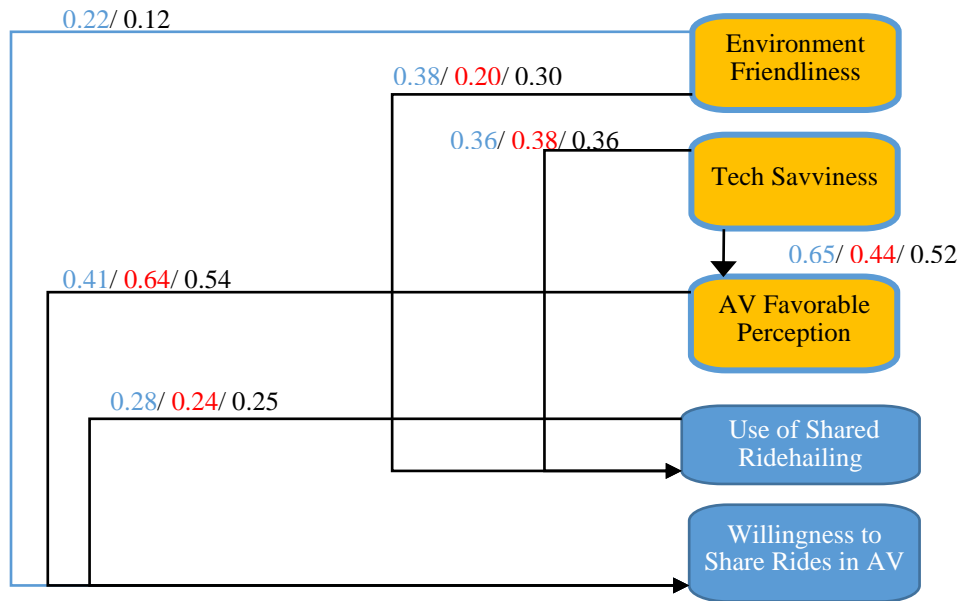 0.22/ 0.12
Environment
Friendliness
0.38/ 0.20/ 0.30
0.36/ 0.38/ 0.36
Tech Savviness
0.65/ 0.44/ 0.52
0.41/ 0.64/ 0.54
AV Favorable
Perception
0.28/ 0.24/ 0.25
Use of Shared
Ridehailing
Willingness to
Share Rides in AV